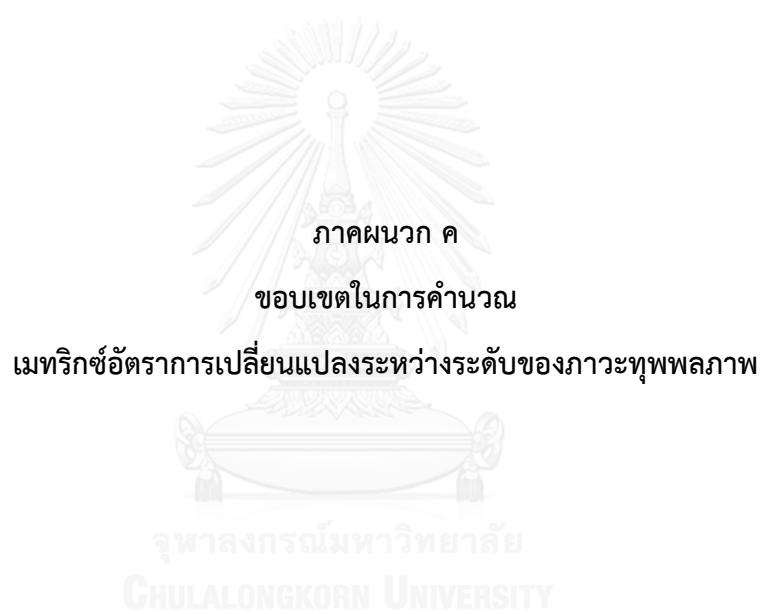 ภาคผนวก ค
ขอบเขตในการคำนวณ
เมทริกซ์อัตราการเปลี่ยนแปลงระหว่างระดับของภาวะทุพพลภาพ
จุฬาลงกรณ์มหาวิทยาลัย
CHULALONGKORN UNIVERSITY